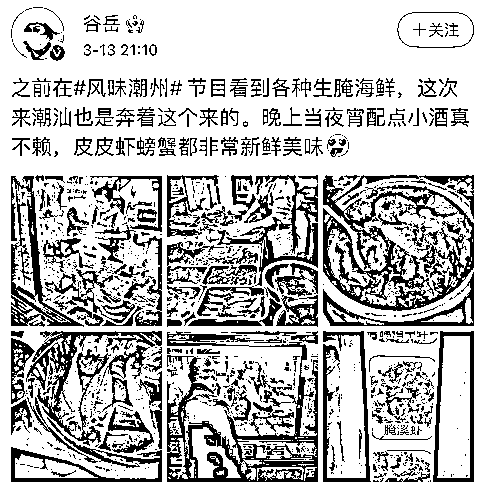 谷岳
3-13 21:10
+关注
之前在#风味潮州# 节目看到各种生腌海鲜，这次
来潮汕也是奔着这个来的。晚上当夜宵配点小酒真
不赖，皮皮虾螃蟹都非常新鲜美味
腌溪虾